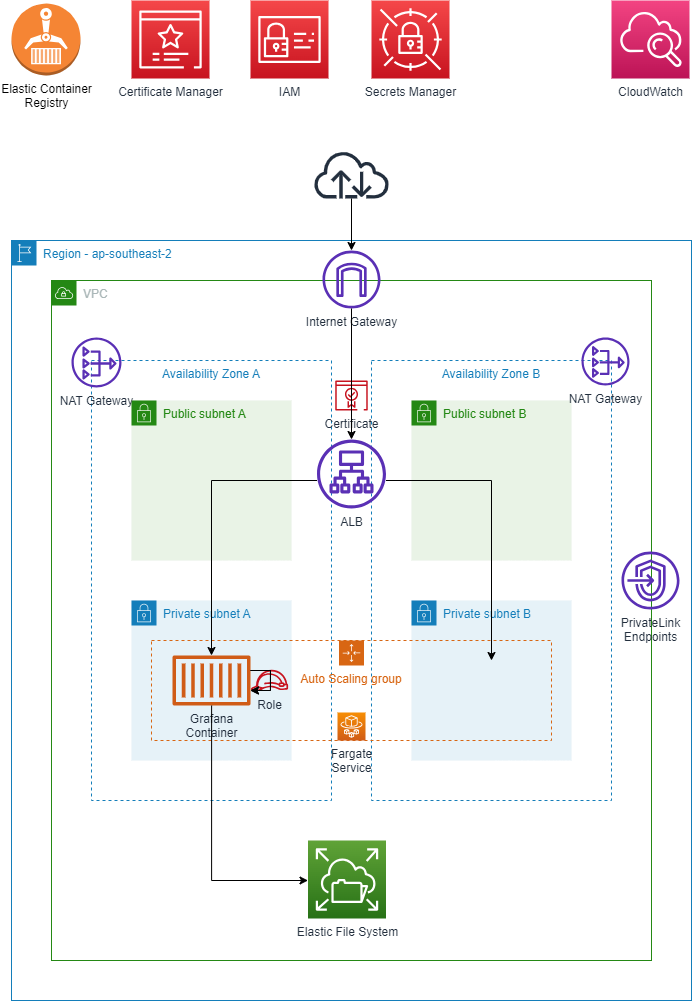 Elastic Container
Registry
Certificate Manager
IAM
Secrets Manager
CloudWatch
Region - ap-southeast-2
VPC
Internet Gateway
Availability Zone A
Availability Zone B
NAT Gateway
NAT Gateway
Public subnet A
Certificate
Public subnet B
ALB
Private subnet A
Private subnet B
PrivateLink
Endpoints
Auto Scaling group
Role
Grafana
Container
Fargate
Service
Elastic File System